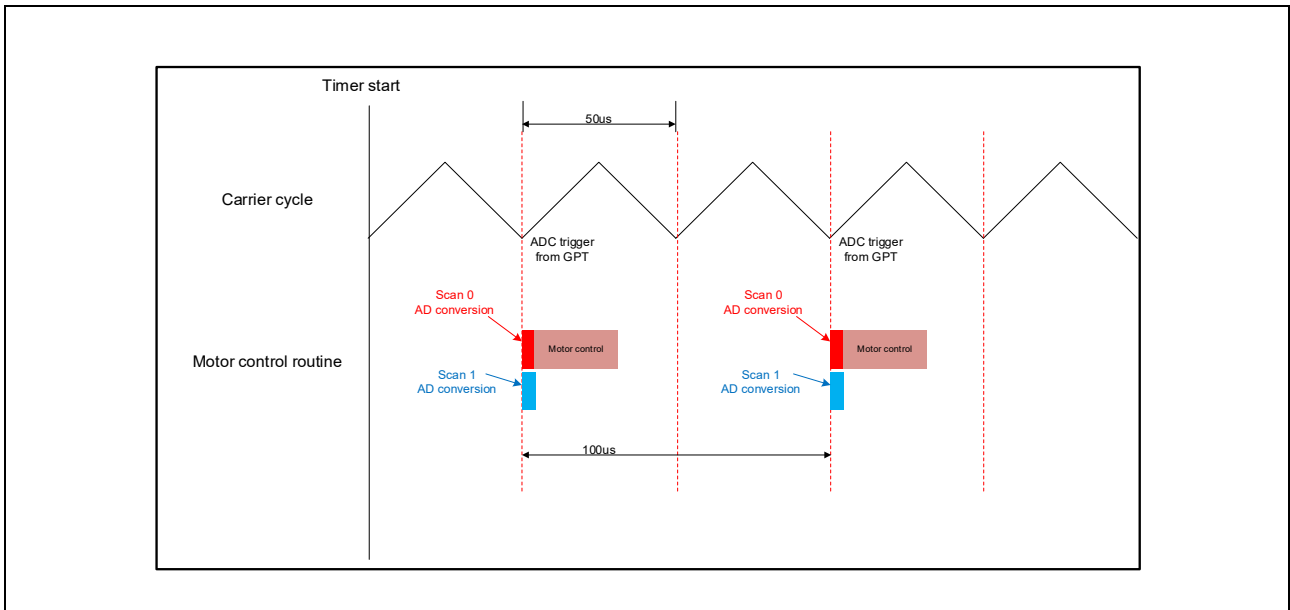 Timer start
50us
Carrier cycle
ADC trigger
from GPT
ADC trigger
from GPT
Scan 0
AD conversion
Scan 0
AD conversion
Motor control routine
Motor control
Motor control
Scan 1
AD conversion
Scan 1
AD conversion
100us